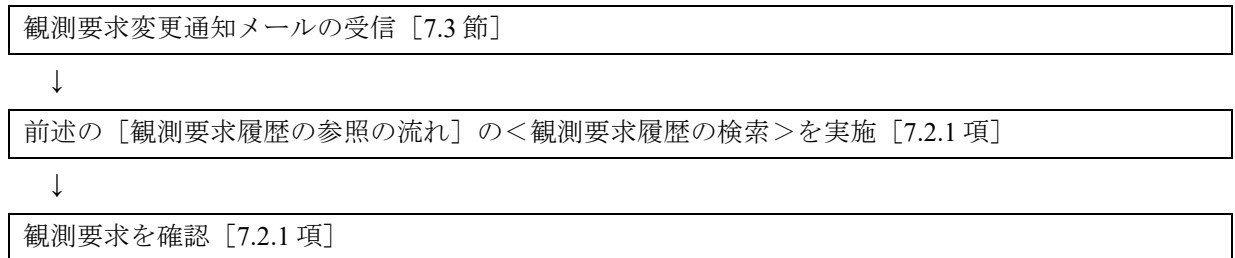 観測要求変更通知メールの受信［7.3 節］
↓
前述の［観測要求履歴の参照の流れ］の＜観測要求履歴の検索＞を実施［7.2.1 項］
↓
観測要求を確認［7.2.1 項］